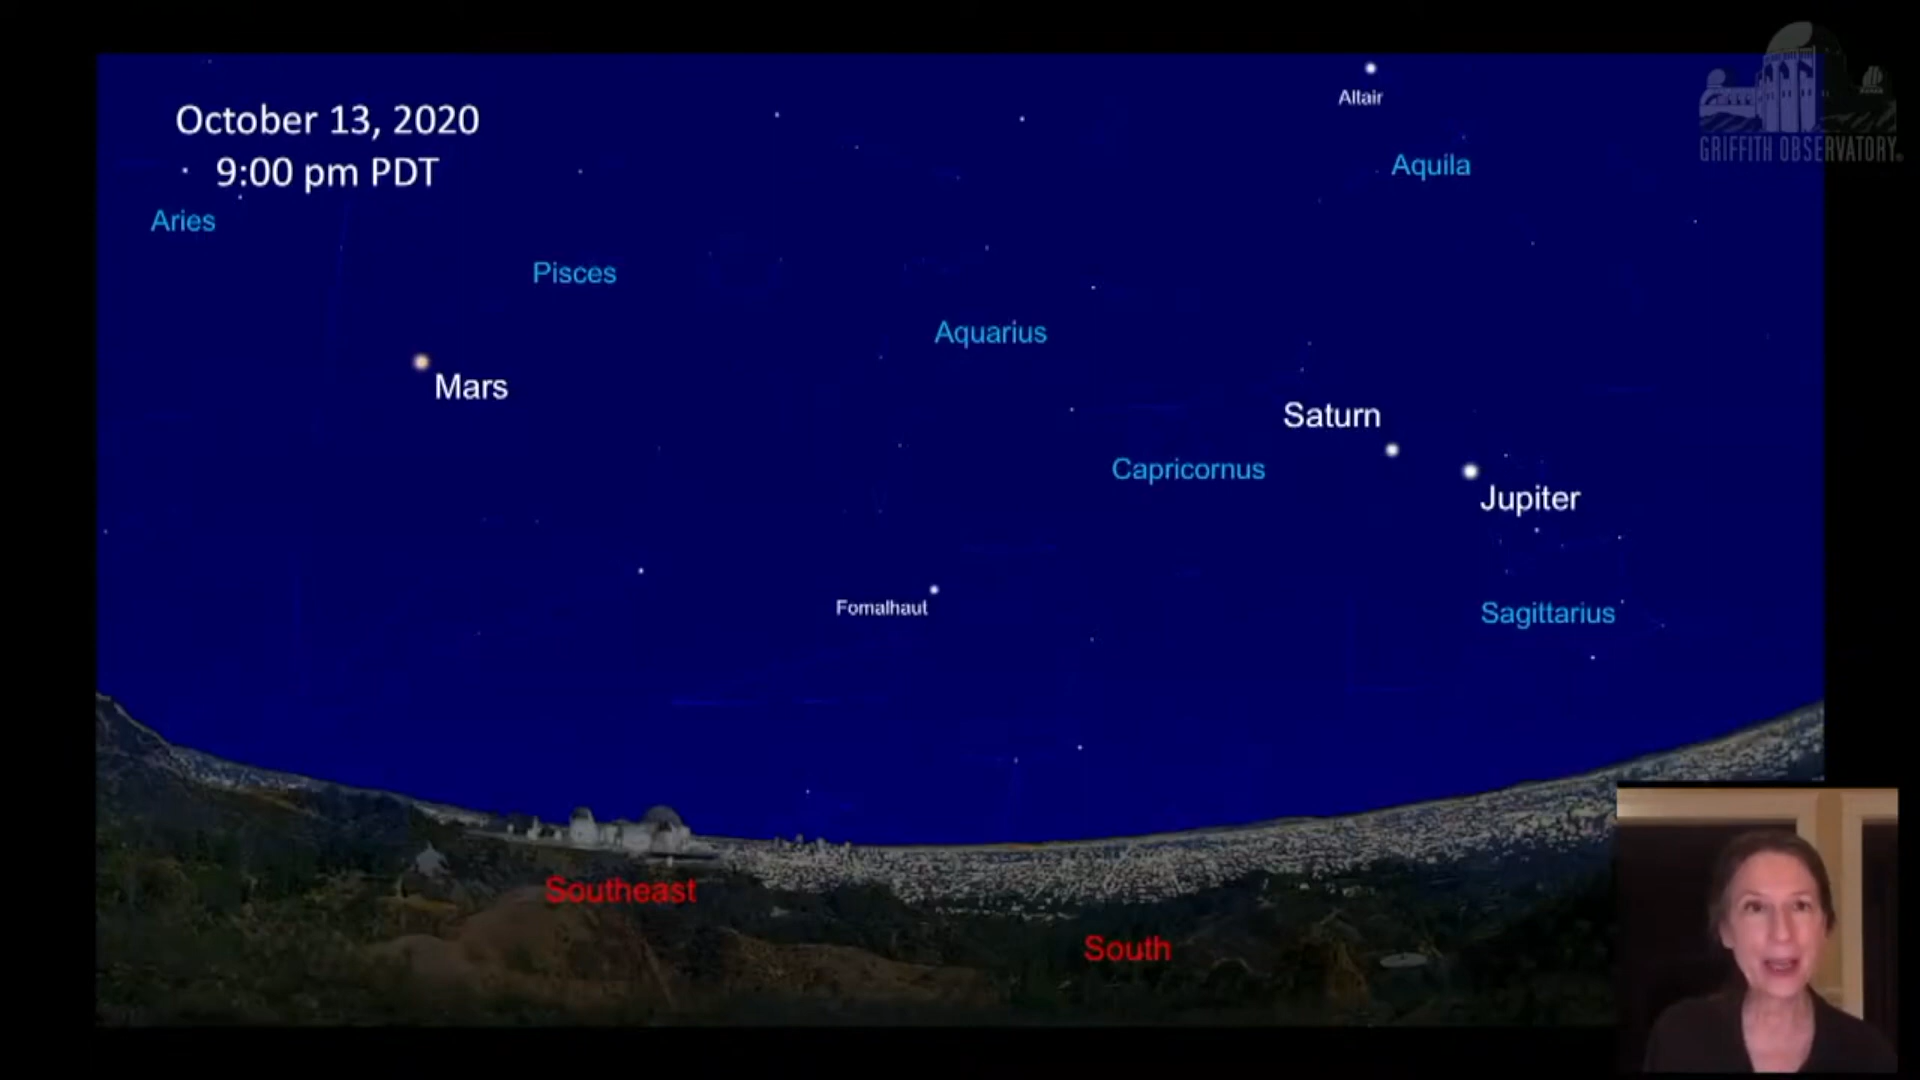 October 13, 2020
9:00 pm PDT
Altair
GRIFFITH OBSERVATORY
Aquila
Aries
Pisces
Aquarius
Mars
Saturn
Capricornus
Jupiter
Fomalhaut
Sagittarius
Southeast
South